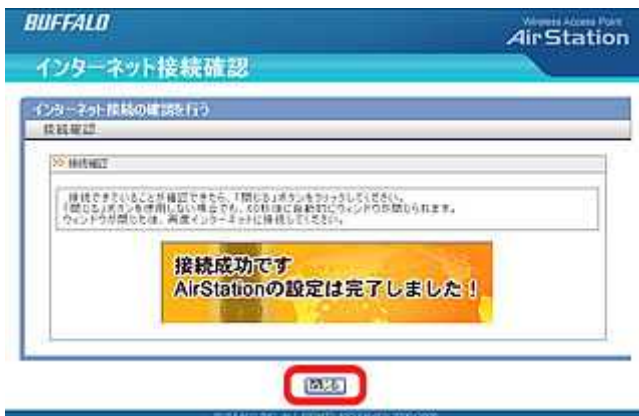 BUFFALO
Wireless Access Point
AirStation
インターネット接続確認
インターネット接続の確認を行う
接続確認
>> 接続確認
接続できていることが確認できたら、「閉じる」ボタンをクリックしてください。
「閉じる」ボタンを使用しない場合でも、60秒後に自動的にウィンドウが閉じられます。
ウィンドウが閉じた後は、再度インターネットに接続してください。
接続成功です
AirStationの設定は完了しました!
閉じる